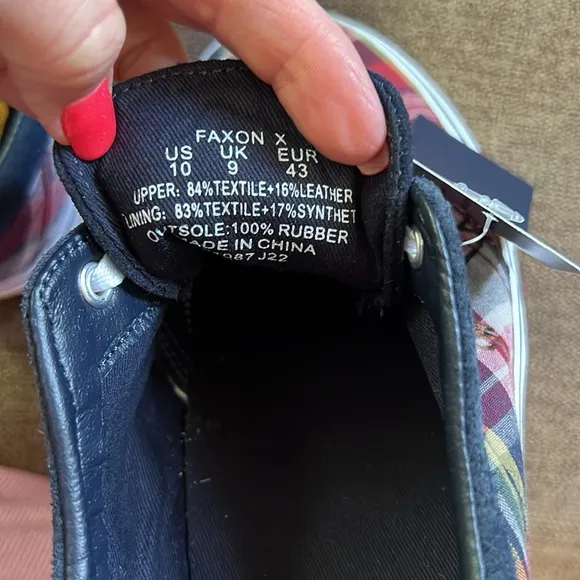 FAXON X
US UK EUR
10 9 43
UPPER: 84%TEXTILE+16%LEATHER
LINING: 83%TEXTILE+17%SYNTHET
OUTSOLE:100% RUBBER
MADE IN CHINA
987J22